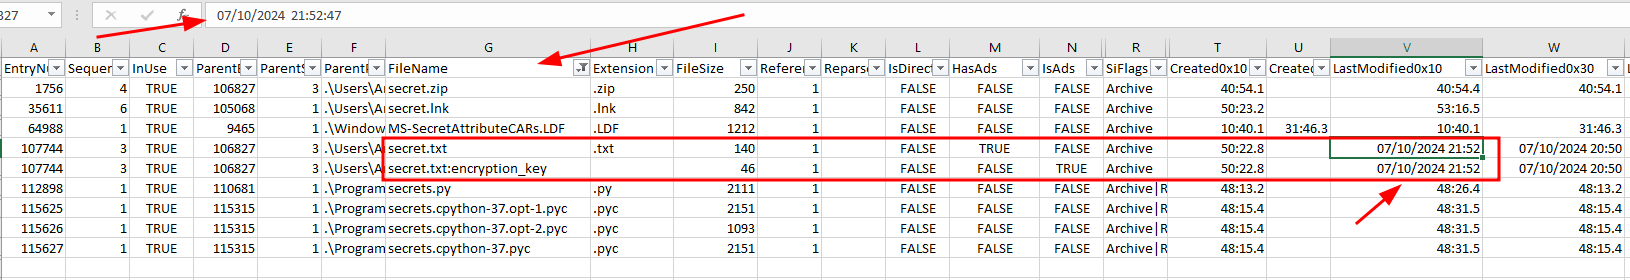 327 07/10/2024 21:52:47
A B C D E F G H I J K L M N R T U V W
EntryNu Sequer InUse ParentE ParentS ParentP FileName Extension FileSize Refere Reparse IsDirect HasAds IsAds SiFlags Created0x10 Created LastModified0x10 LastModified0x30
1756 4 TRUE 106827 3 .\Users\A secret.zip .zip 250 1 FALSE FALSE FALSE Archive 40:54.1 40:54.4 40:54.1
35611 6 TRUE 105068 1 .\Users\A secret.lnk .lnk 842 1 FALSE FALSE FALSE Archive 50:23.2 53:16.5
64988 1 TRUE 9465 1 .\Window MS-SecretAttributeCARs.LDF .LDF 1212 1 FALSE FALSE FALSE Archive 10:40.1 31:46.3 10:40.1 31:46.3
107744 3 TRUE 106827 3 .\Users\A secret.txt .txt 140 1 FALSE TRUE FALSE Archive 50:22.8 07/10/2024 21:52 07/10/2024 20:50
107744 3 TRUE 106827 3 .\Users\A secret.txt:encryption_key 46 1 FALSE FALSE TRUE Archive 50:22.8 07/10/2024 21:52 07/10/2024 20:50
112898 1 TRUE 110681 1 .\Program secrets.py .py 2111 1 FALSE FALSE FALSE Archive|R 48:13.2 48:26.4 48:13.2
115625 1 TRUE 115315 1 .\Program secrets.cpython-37.opt-1.pyc .pyc 2151 1 FALSE FALSE FALSE Archive|R 48:15.4 48:31.5 48:15.4
115626 1 TRUE 115315 1 .\Program secrets.cpython-37.opt-2.pyc .pyc 1093 1 FALSE FALSE FALSE Archive|R 48:15.4 48:31.5 48:15.4
115627 1 TRUE 115315 1 .\Program secrets.cpython-37.pyc .pyc 2151 1 FALSE FALSE FALSE Archive|R 48:15.4 48:31.5 48:15.4